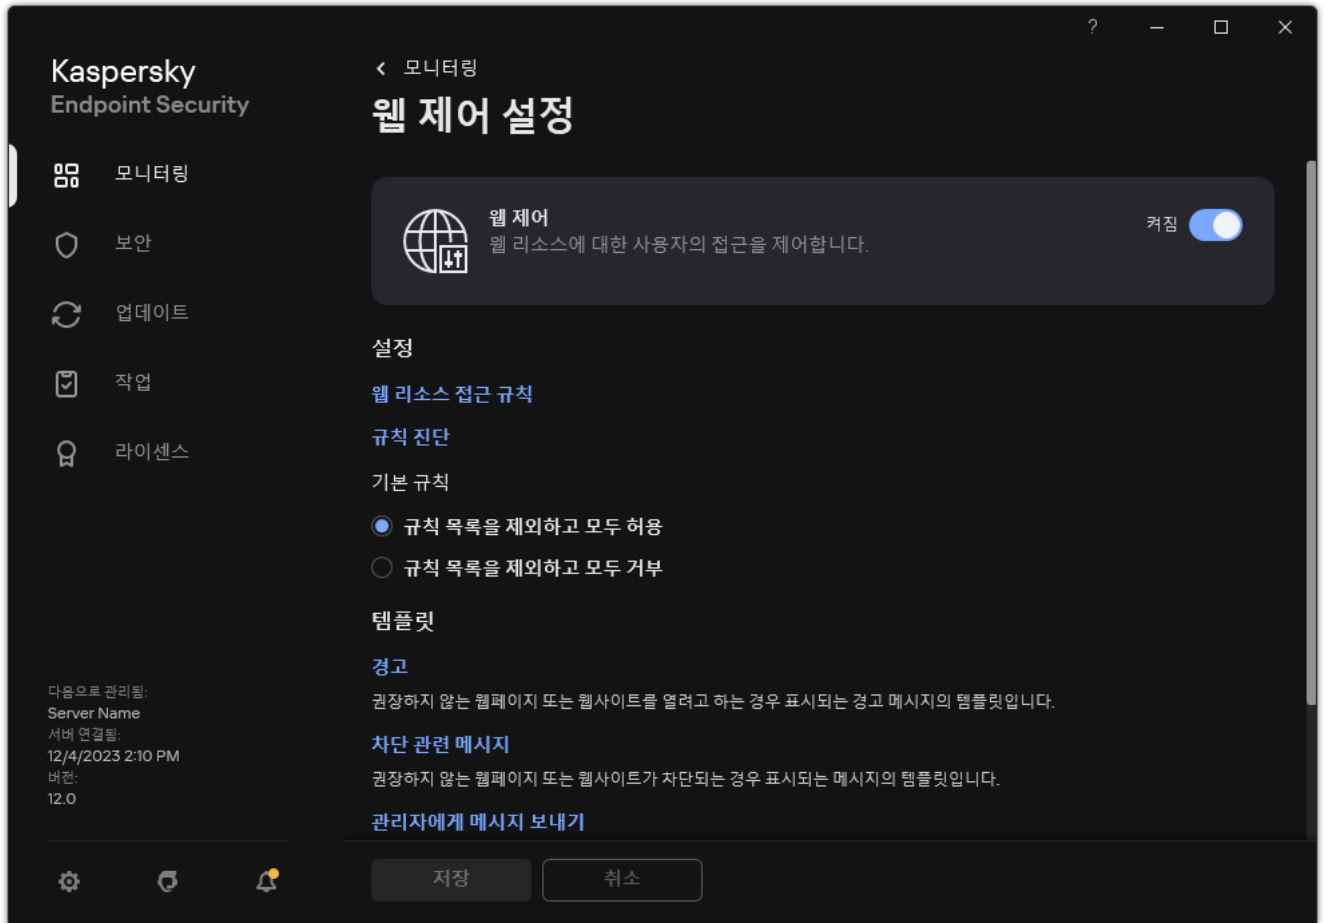 Kaspersky
Endpoint Security
모니터링
보안
업데이트
작업
라이센스
다음으로 관리됨:
Server Name
서버 연결됨:
12/4/2023 2:10 PM
버전:
12.0
모니터링
웹 제어 설정
웹 제어
웹 리소스에 대한 사용자의 접근을 제어합니다.
켜짐
설정
웹 리소스 접근 규칙
규칙 진단
기본 규칙
규칙 목록을 제외하고 모두 허용
규칙 목록을 제외하고 모두 거부
템플릿
경고
권장하지 않는 웹페이지 또는 웹사이트를 열려고 하는 경우 표시되는 경고 메시지의 템플릿입니다.
차단 관련 메시지
권장하지 않는 웹페이지 또는 웹사이트가 차단되는 경우 표시되는 메시지의 템플릿입니다.
관리자에게 메시지 보내기
저장
취소